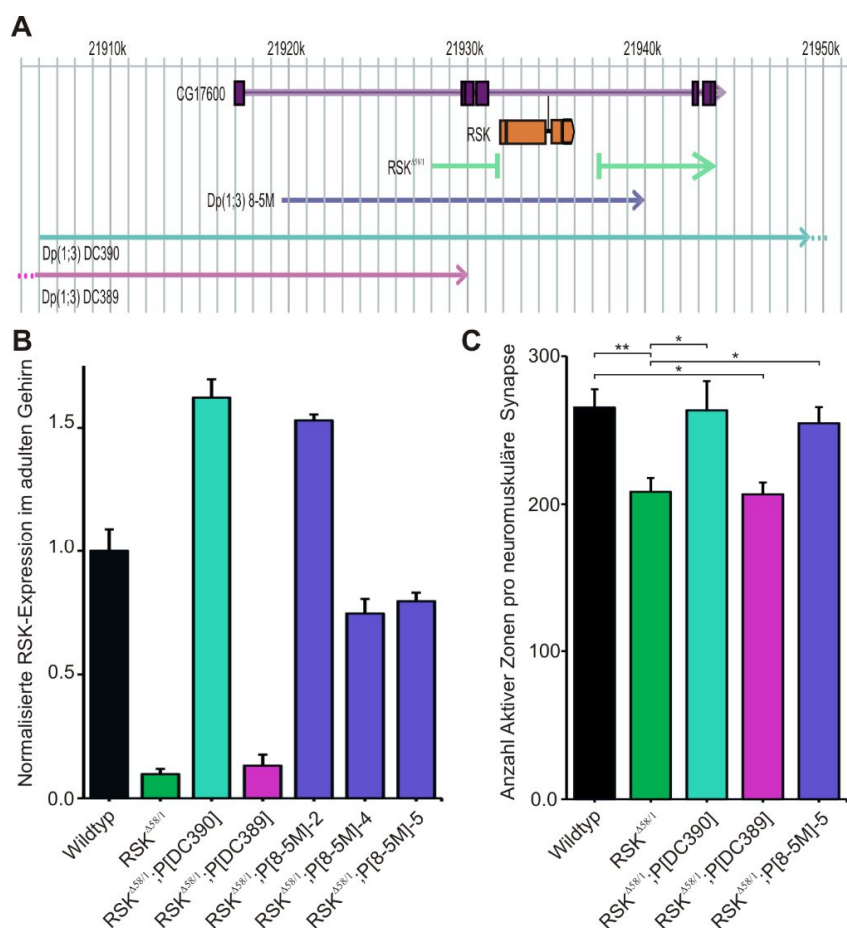 A
21910k 21920k 21930k 21940k 21950k
CG17600
RSK
RSK^Δ58/1
Dp(1;3) 8-5M
Dp(1;3) DC390
Dp(1;3) DC389
B
Normalisierte RSK-Expression im adulten Gehirn
1.5
1.0
0.5
0.0
Wildtyp
RSK^Δ58/1
RSK^Δ58/1;P[DC390]
RSK^Δ58/1;P[DC389]
RSK^Δ58/1;P[8-5M]-2
RSK^Δ58/1;P[8-5M]-4
RSK^Δ58/1;P[8-5M]-5
C
Anzahl Aktiver Zonen pro neuromuskuläre Synapse
300
200
100
0.0
** *
*
*
Wildtyp
RSK^Δ58/1
RSK^Δ58/1;P[DC390]
RSK^Δ58/1;P[DC389]
RSK^Δ58/1;P[8-5M]-5